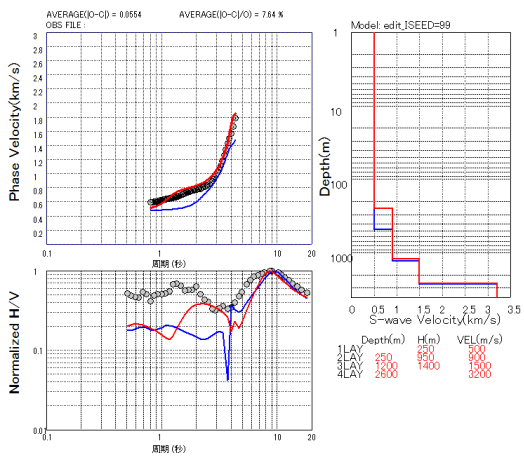 AVERAGE(|O-C|) = 0.0554 AVERAGE(|O-C|/O) = 7.64 %
OBS FILE :
Phase Velocity(km/s)
3
2.8
2.6
2.4
2.2
2
1.8
1.6
1.4
1.2
1
0.8
0.6
0.4
0.2
0.1 1 10
周期 (秒)
Normalized H/V
1
0.1
0.01
0.1 1 10 20
周期 (秒)
Model: edit_ISEED=99
Depth(m)
1
10
100
1000
0 0.5 1 1.5 2 2.5 3 3.5
S-wave Velocity(km/s)
Depth(m) H(m) VEL(m/s)
1LAY 250 500
2LAY 250 950 900
3LAY 1200 1400 1500
4LAY 2600 3200